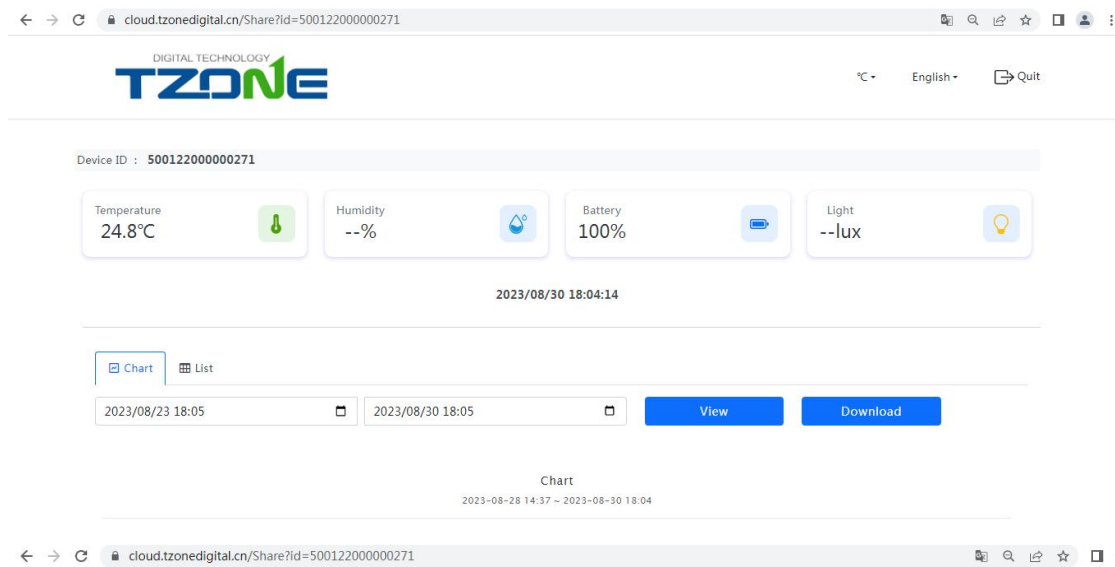 cloud.tzonedigital.cn/Share?id=500122000000271
DIGITAL TECHNOLOGY
TZONE
℃
English
Quit
Device ID : 500122000000271
Temperature
24.8℃
Humidity
--%
Battery
100%
Light
--lux
2023/08/30 18:04:14
Chart
List
2023/08/23 18:05
2023/08/30 18:05
View
Download
Chart
2023-08-28 14:37 ~ 2023-08-30 18:04
cloud.tzonedigital.cn/Share?id=500122000000271